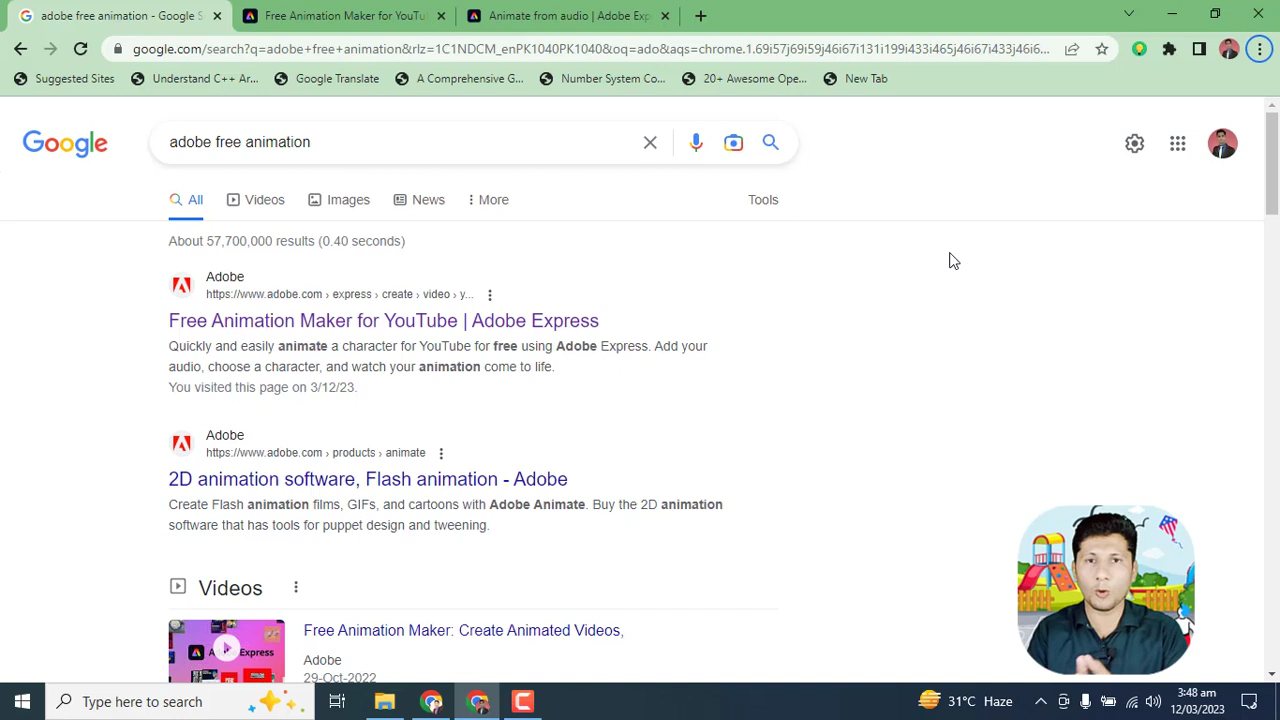 adobe free animation - Google S
Free Animation Maker for YouTu
Animate from audio | Adobe Exp
google.com/search?q=adobe+free+animation&rlz=1C1NDCM_enPK1040PK1040&oq=ado&aqs=chrome.1.69i57j69i59j46i67i131i199i433i465j46i67i433j46i6...
Suggested Sites
Understand C++ Ar...
Google Translate
A Comprehensive G...
Number System Co...
20+ Awesome Ope...
New Tab
Google
adobe free animation
All
Videos
Images
News
More
Tools
About 57,700,000 results (0.40 seconds)
Adobe
https://www.adobe.com › express › create › video › y...
Free Animation Maker for YouTube | Adobe Express
Quickly and easily animate a character for YouTube for free using Adobe Express. Add your
audio, choose a character, and watch your animation come to life.
You visited this page on 3/12/23.
Adobe
https://www.adobe.com › products › animate
2D animation software, Flash animation - Adobe
Create Flash animation films, GIFs, and cartoons with Adobe Animate. Buy the 2D animation
software that has tools for puppet design and tweening.
Videos
Free Animation Maker: Create Animated Videos,
Adobe
29-Oct-2022
Type here to search
31°C Haze
3:48 am
12/03/2023